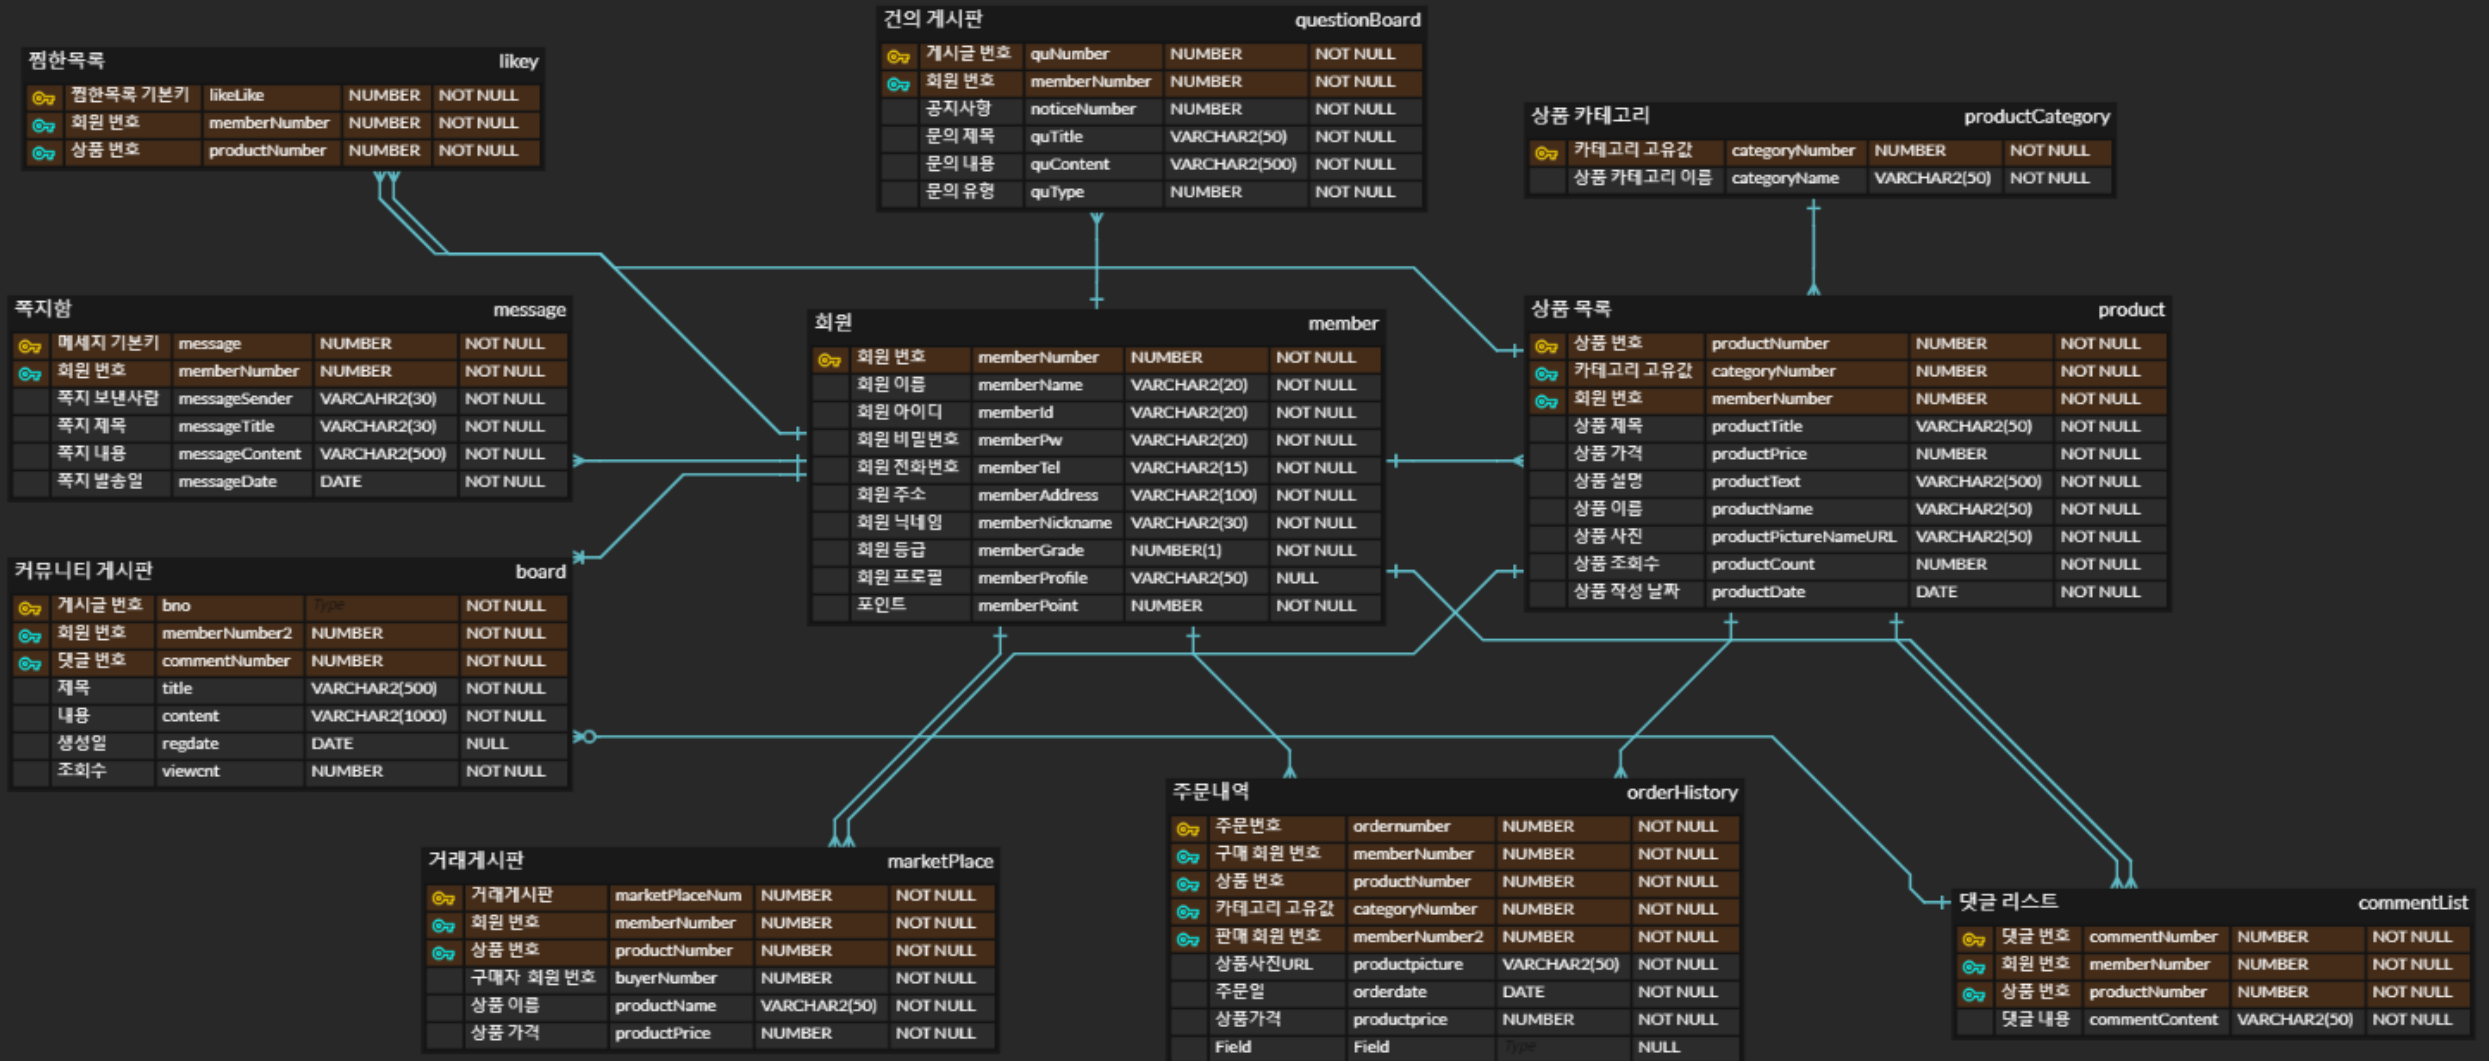 찜한목록 likey
찜한목록 기본키 likeLike NUMBER NOT NULL
회원 번호 memberNumber NUMBER NOT NULL
상품 번호 productNumber NUMBER NOT NULL
건의 게시판 questionBoard
게시글 번호 quNumber NUMBER NOT NULL
회원 번호 memberNumber NUMBER NOT NULL
공지사항 noticeNumber NUMBER NOT NULL
문의 제목 quTitle VARCHAR2(50) NOT NULL
문의 내용 quContent VARCHAR2(500) NOT NULL
문의 유형 quType NUMBER NOT NULL
상품 카테고리 productCategory
카테고리 고유값 categoryNumber NUMBER NOT NULL
상품 카테고리 이름 categoryName VARCHAR2(50) NOT NULL
쪽지함 message
메세지 기본키 message NUMBER NOT NULL
회원 번호 memberNumber NUMBER NOT NULL
쪽지 보낸사람 messageSender VARCAHR2(30) NOT NULL
쪽지 제목 messageTitle VARCHAR2(30) NOT NULL
쪽지 내용 messageContent VARCHAR2(500) NOT NULL
쪽지 발송일 messageDate DATE NOT NULL
회원 member
회원 번호 memberNumber NUMBER NOT NULL
회원 이름 memberName VARCHAR2(20) NOT NULL
회원 아이디 memberId VARCHAR2(20) NOT NULL
회원 비밀번호 memberPw VARCHAR2(20) NOT NULL
회원 전화번호 memberTel VARCHAR2(15) NOT NULL
회원 주소 memberAddress VARCHAR2(100) NOT NULL
회원 닉네임 memberNickname VARCHAR2(30) NOT NULL
회원 등급 memberGrade NUMBER(1) NOT NULL
회원 프로필 memberProfile VARCHAR2(50) NULL
포인트 memberPoint NUMBER NOT NULL
상품 목록 product
상품 번호 productNumber NUMBER NOT NULL
카테고리 고유값 categoryNumber NUMBER NOT NULL
회원 번호 memberNumber NUMBER NOT NULL
상품 제목 productTitle VARCHAR2(50) NOT NULL
상품 가격 productPrice NUMBER NOT NULL
상품 설명 productText VARCHAR2(500) NOT NULL
상품 이름 productName VARCHAR2(50) NOT NULL
상품 사진 productPictureNameURL VARCHAR2(50) NOT NULL
상품 조회수 productCount NUMBER NOT NULL
상품 작성 날짜 productDate DATE NOT NULL
커뮤니티 게시판 board
게시글 번호 bno Type NOT NULL
회원 번호 memberNumber2 NUMBER NOT NULL
댓글 번호 commentNumber NUMBER NOT NULL
제목 title VARCHAR2(500) NOT NULL
내용 content VARCHAR2(1000) NOT NULL
생성일 regdate DATE NULL
조회수 viewcnt NUMBER NOT NULL
거래게시판 marketPlace
거래게시판 marketPlaceNum NUMBER NOT NULL
회원 번호 memberNumber NUMBER NOT NULL
상품 번호 productNumber NUMBER NOT NULL
구매자 회원 번호 buyerNumber NUMBER NOT NULL
상품 이름 productName VARCHAR2(50) NOT NULL
상품 가격 productPrice NUMBER NOT NULL
주문내역 orderHistory
주문번호 ordernumber NUMBER NOT NULL
구매 회원 번호 memberNumber NUMBER NOT NULL
상품 번호 productNumber NUMBER NOT NULL
카테고리 고유값 categoryNumber NUMBER NOT NULL
판매 회원 번호 memberNumber2 NUMBER NOT NULL
상품사진URL productpicture VARCHAR2(50) NOT NULL
주문일 orderdate DATE NOT NULL
상품가격 productprice NUMBER NOT NULL
Field Field Type NULL
댓글 리스트 commentList
댓글 번호 commentNumber NUMBER NOT NULL
회원 번호 memberNumber NUMBER NOT NULL
상품 번호 productNumber NUMBER NOT NULL
댓글 내용 commentContent VARCHAR2(50) NOT NULL